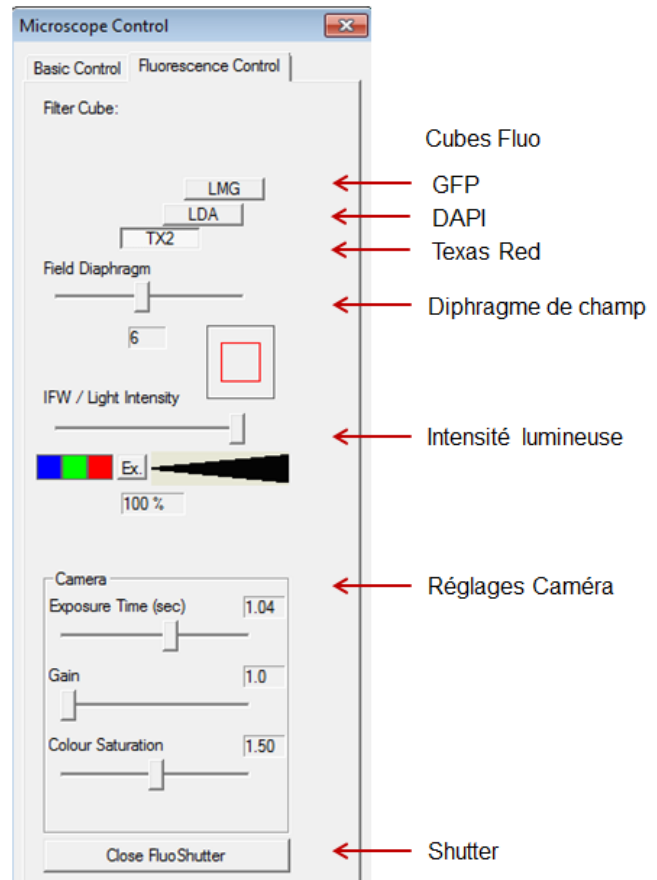 Microscope Control
Basic Control
Fluorescence Control
Filter Cube:
Cubes Fluo
LMG
GFP
LDA
DAPI
TX2
Texas Red
Field Diaphragm
Diphragme de champ
6
IFW / Light Intensity
Intensité lumineuse
Ex.
100 %
Camera
Réglages Caméra
Exposure Time (sec) 1.04
Gain 1.0
Colour Saturation 1.50
Close FluoShutter
Shutter